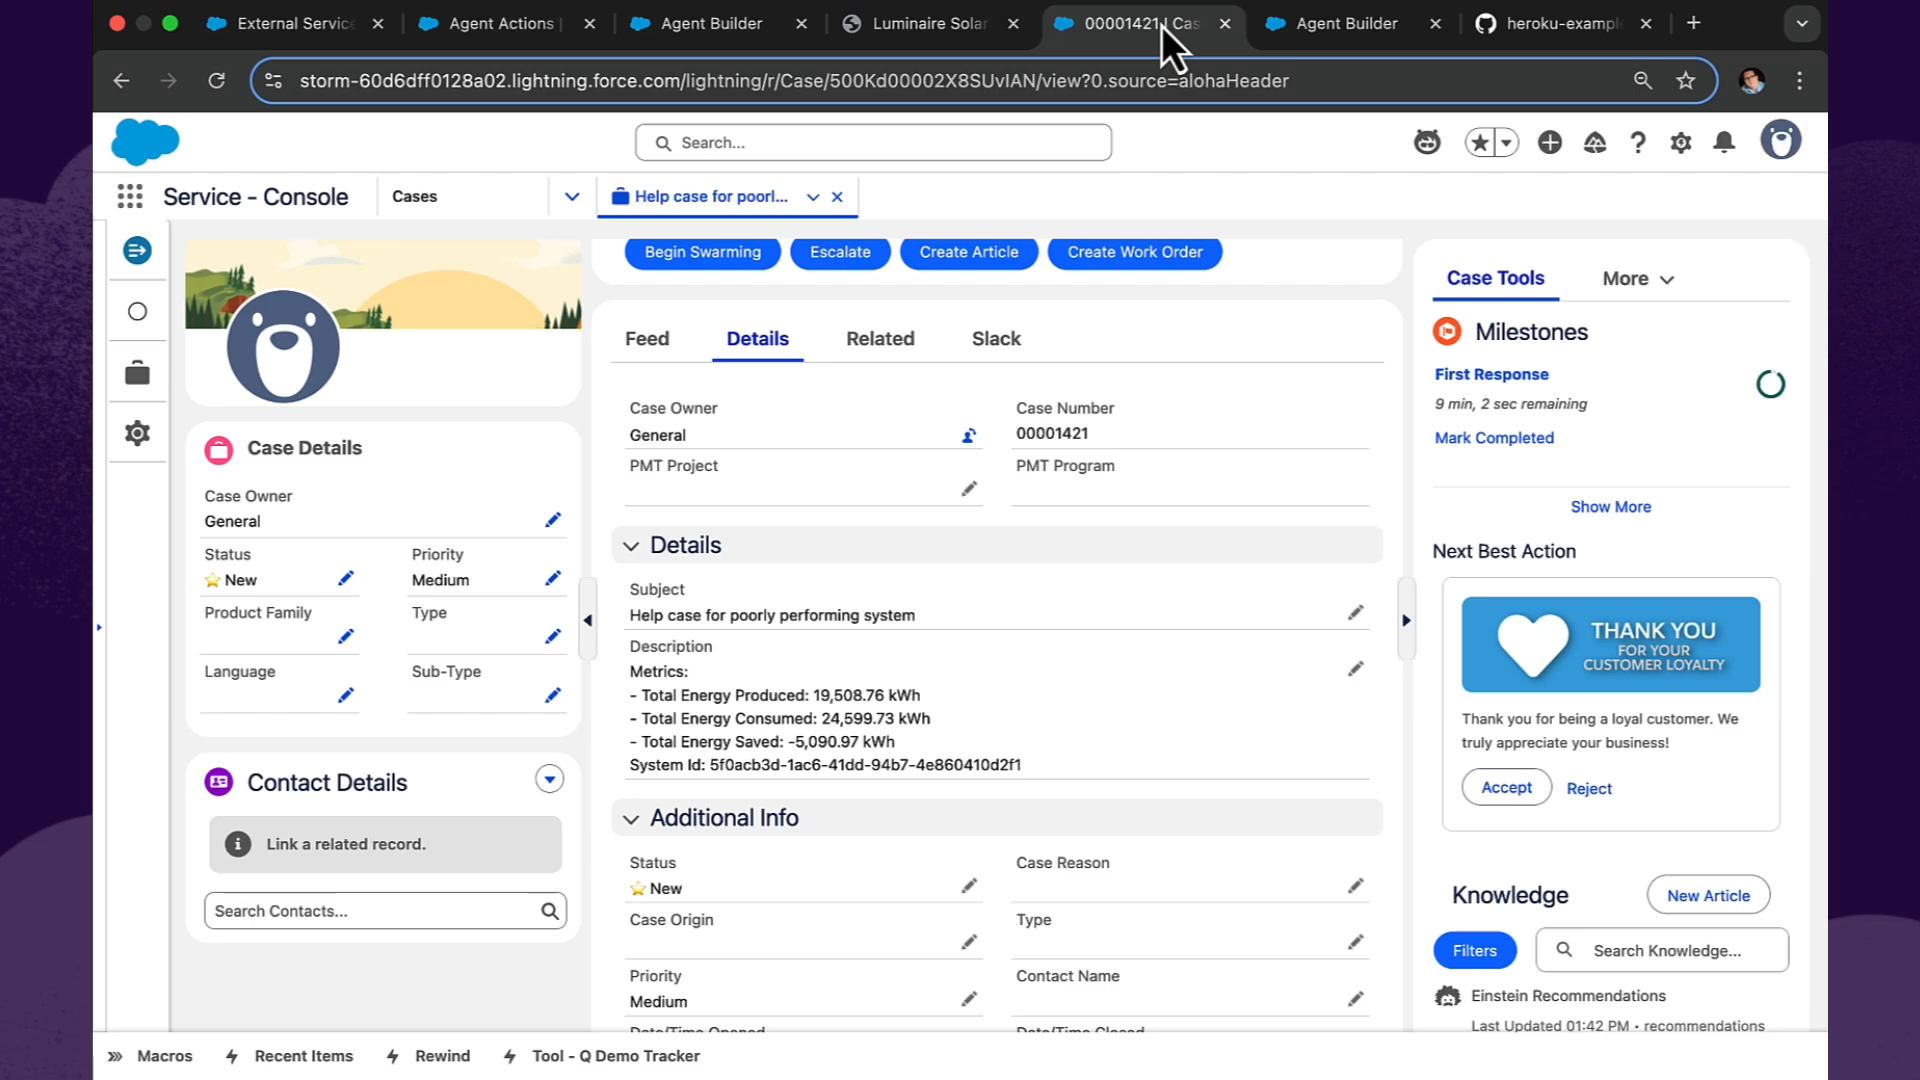 External Service
Agent Actions |
Agent Builder
Luminaire Solar
00001421 | Cas
Agent Builder
heroku-example
storm-60d6dff0128a02.lightning.force.com/lightning/r/Case/500Kd00002X8SUvIAN/view?0.source=alohaHeader
Search...
Service - Console
Cases
Help case for poorl...
Begin Swarming
Escalate
Create Article
Create Work Order
Case Tools
More
Feed
Details
Related
Slack
Milestones
First Response
9 min, 2 sec remaining
Mark Completed
Show More
Case Owner
General
Case Number
00001421
PMT Project
PMT Program
Case Details
Case Owner
General
Status
New
Priority
Medium
Product Family
Type
Language
Sub-Type
Details
Subject
Help case for poorly performing system
Description
Metrics:
- Total Energy Produced: 19,508.76 kWh
- Total Energy Consumed: 24,599.73 kWh
- Total Energy Saved: -5,090.97 kWh
System Id: 5f0acb3d-1ac6-41dd-94b7-4e860410d2f1
Next Best Action
THANK YOU
FOR YOUR
CUSTOMER LOYALTY
Thank you for being a loyal customer. We
truly appreciate your business!
Accept
Reject
Contact Details
Link a related record.
Search Contacts...
Additional Info
Status
New
Case Reason
Case Origin
Type
Priority
Medium
Contact Name
Date/Time Opened
Date/Time Closed
Knowledge
New Article
Filters
Search Knowledge...
Einstein Recommendations
Last Updated 01:42 PM • recommendations
Macros
Recent Items
Rewind
Tool - Q Demo Tracker